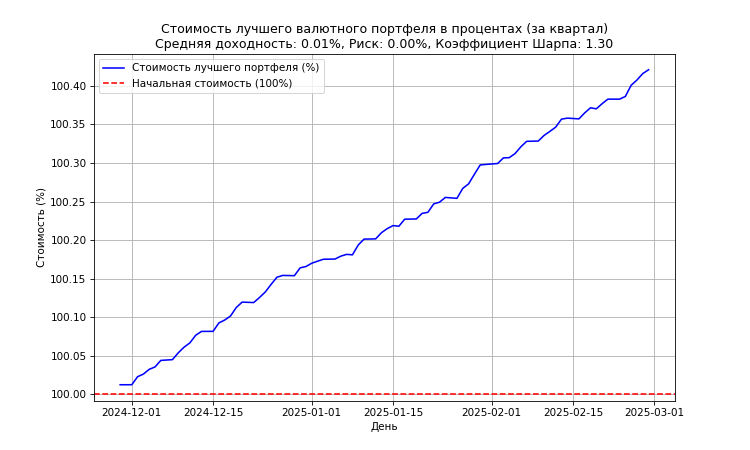 Стоимость лучшего валютного портфеля в процентах (за квартал)
Средняя доходность: 0.01%, Риск: 0.00%, Коэффициент Шарпа: 1.30
Стоимость лучшего портфеля (%)
Начальная стоимость (100%)
Стоимость (%)
100.40
100.35
100.30
100.25
100.20
100.15
100.10
100.05
100.00
2024-12-01
2024-12-15
2025-01-01
2025-01-15
2025-02-01
2025-02-15
2025-03-01
День